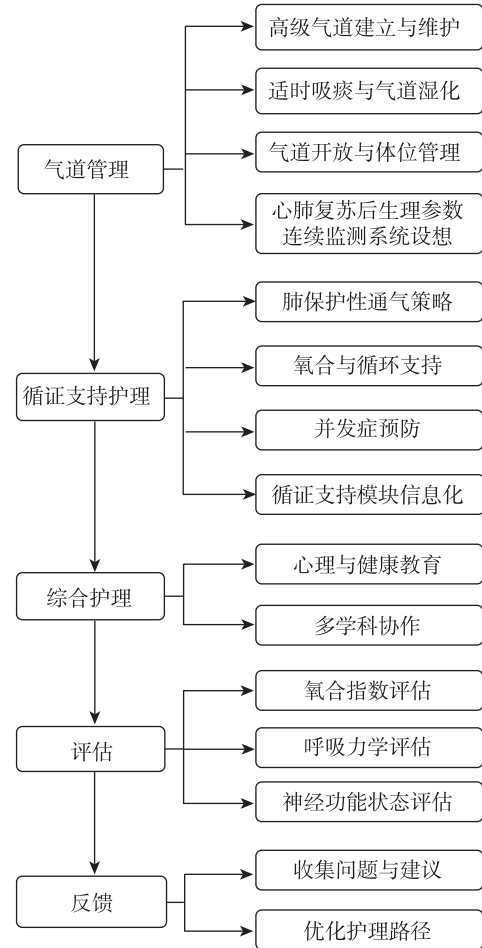 气道管理
高级气道建立与维护
适时吸痰与气道湿化
气道开放与体位管理
心肺复苏后生理参数
连续监测系统设想
循证支持护理
肺保护性通气策略
氧合与循环支持
并发症预防
循证支持模块信息化
综合护理
心理与健康教育
多学科协作
评估
氧合指数评估
呼吸力学评估
神经功能状态评估
反馈
收集问题与建议
优化护理路径